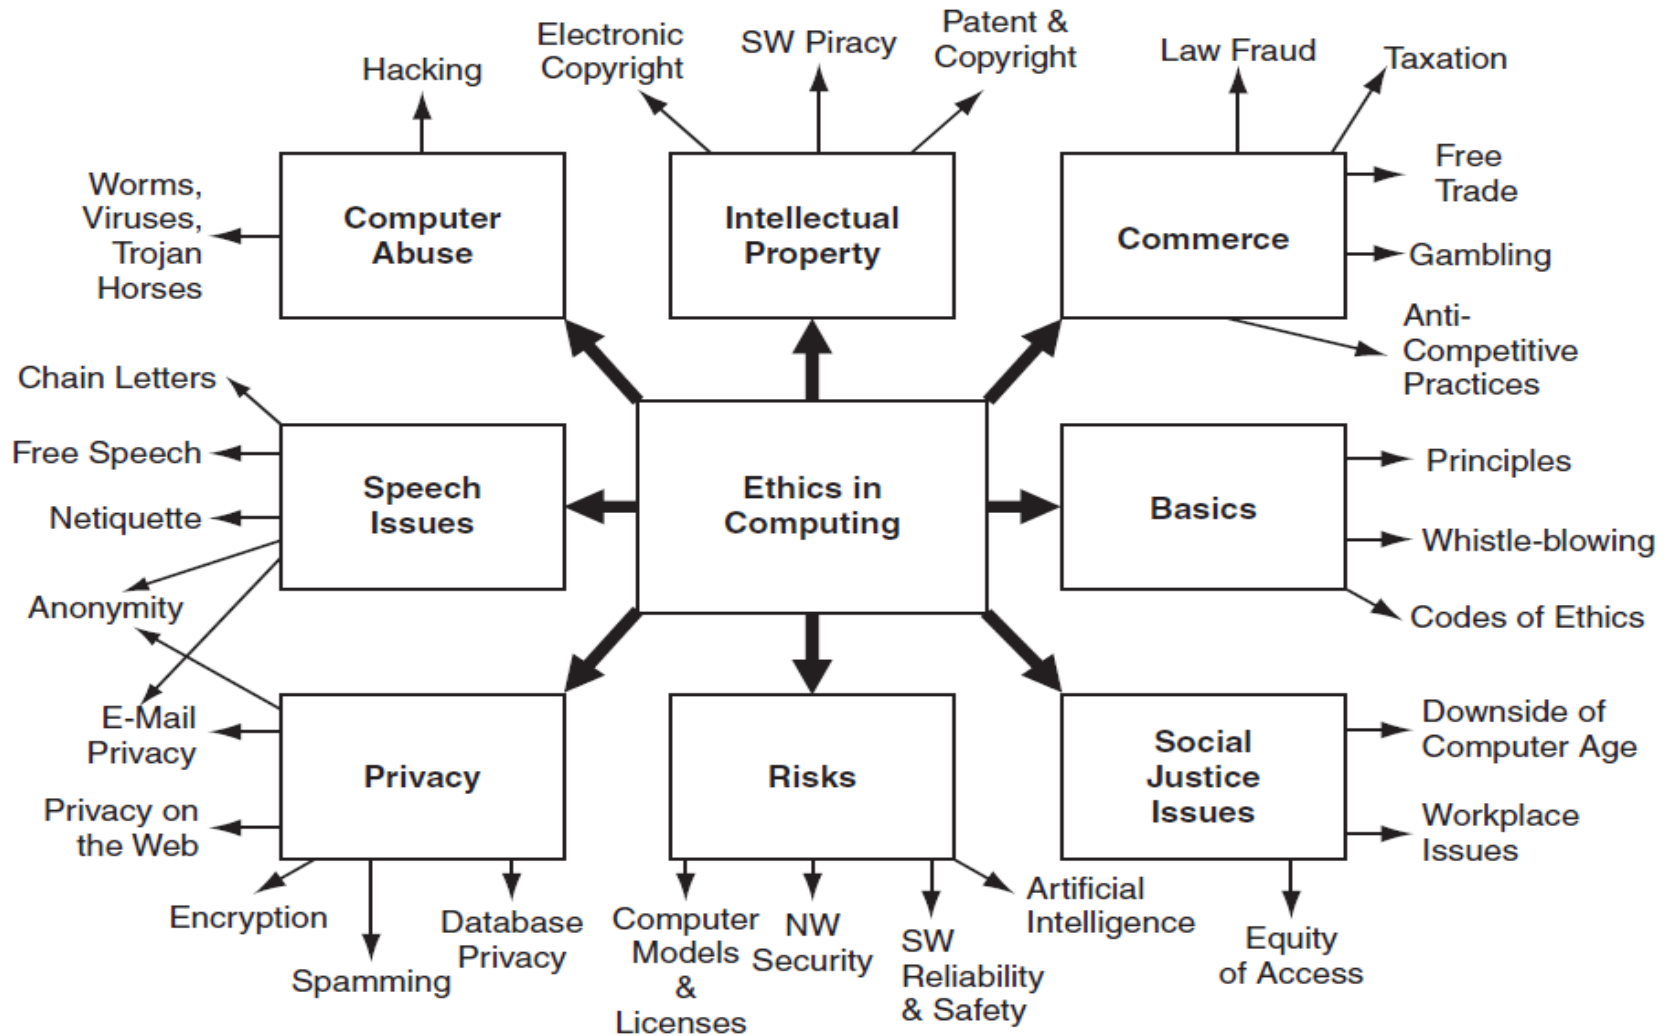 Hacking
Electronic
Copyright
SW Piracy
Patent &
Copyright
Law Fraud
Taxation
Worms,
Viruses,
Trojan
Horses
Computer
Abuse
Intellectual
Property
Commerce
Free
Trade
Gambling
Anti-
Competitive
Practices
Chain Letters
Free Speech
Netiquette
Anonymity
Speech
Issues
Ethics in
Computing
Basics
Principles
Whistle-blowing
Codes of Ethics
E-Mail
Privacy
Privacy on
the Web
Privacy
Risks
Social
Justice
Issues
Downside of
Computer Age
Workplace
Issues
Encryption
Spamming
Database
Privacy
Computer
Models
&
Licenses
NW
Security
SW
Reliability
& Safety
Artificial
Intelligence
Equity
of Access